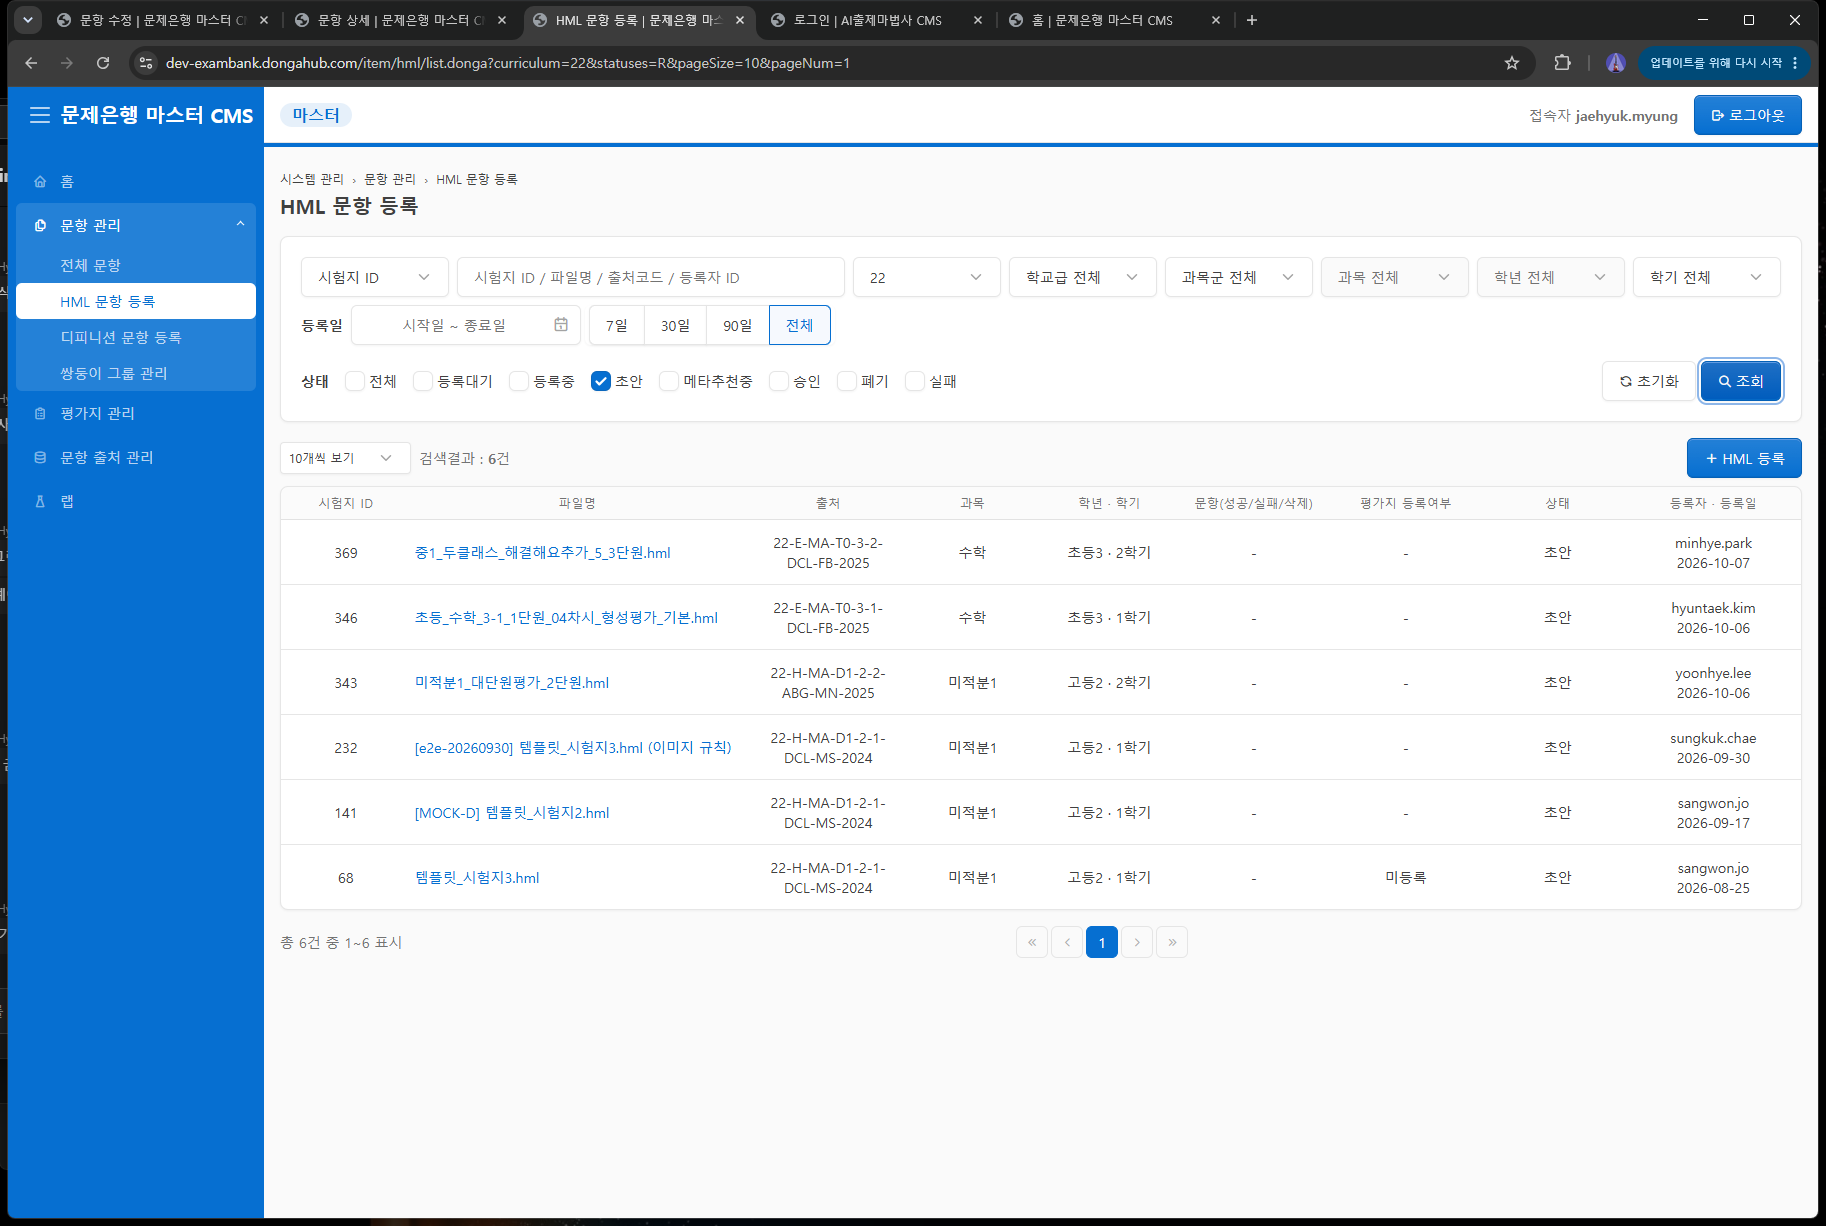 문항 수정 | 문제은행 마스터 C
문항 상세 | 문제은행 마스터 C
HML 문항 등록 | 문제은행 마스
로그인 | AI출제마법사 CMS
홈 | 문제은행 마스터 CMS
dev-exambank.dongahub.com/item/hml/list.donga?curriculum=22&statuses=R&pageSize=10&pageNum=1
업데이트를 위해 다시 시작
문제은행 마스터 CMS
마스터
접속자 jaehyuk.myung
로그아웃
홈
문항 관리
전체 문항
HML 문항 등록
디피니션 문항 등록
쌍둥이 그룹 관리
평가지 관리
문항 출처 관리
랩
시스템 관리 › 문항 관리 › HML 문항 등록
HML 문항 등록
시험지 ID
시험지 ID / 파일명 / 출처코드 / 등록자 ID
22
학교급 전체
과목군 전체
과목 전체
학년 전체
학기 전체
등록일
시작일 ~ 종료일
7일
30일
90일
전체
상태
전체
등록대기
등록중
초안
메타추천중
승인
폐기
실패
초기화
조회
10개씩 보기
검색결과 : 6건
+ HML 등록
시험지 ID 파일명 출처 과목 학년 · 학기 문항(성공/실패/삭제) 평가지 등록여부 상태 등록자 · 등록일
369 중1_두클래스_해결해요추가_5_3단원.hml 22-E-MA-T0-3-2- 수학 초등3 · 2학기 - - 초안 minhye.park
DCL-FB-2025 2026-10-07
346 초등_수학_3-1_1단원_04차시_형성평가_기본.hml 22-E-MA-T0-3-1- 수학 초등3 · 1학기 - - 초안 hyuntaek.kim
DCL-FB-2025 2026-10-06
343 미적분1_대단원평가_2단원.hml 22-H-MA-D1-2-2- 미적분1 고등2 · 2학기 - - 초안 yoonhye.lee
ABG-MN-2025 2026-10-06
232 [e2e-20260930] 템플릿_시험지3.hml (이미지 규칙) 22-H-MA-D1-2-1- 미적분1 고등2 · 1학기 - - 초안 sungkuk.chae
DCL-MS-2024 2026-09-30
141 [MOCK-D] 템플릿_시험지2.hml 22-H-MA-D1-2-1- 미적분1 고등2 · 1학기 - - 초안 sangwon.jo
DCL-MS-2024 2026-09-17
68 템플릿_시험지3.hml 22-H-MA-D1-2-1- 미적분1 고등2 · 1학기 - 미등록 초안 sangwon.jo
DCL-MS-2024 2026-08-25
총 6건 중 1~6 표시
« ‹ 1 › »